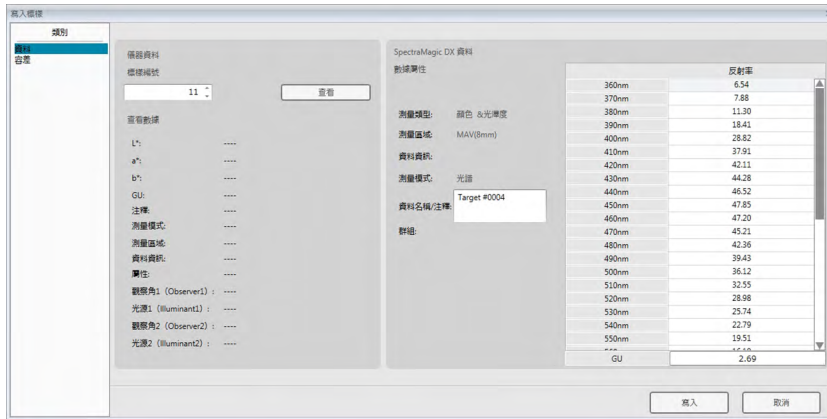 寫入標樣
類別
資料
容差
儀器資料
標樣編號
11
查看
查看數據
L*: ----
a*: ----
b*: ----
GU: ----
注釋: ----
測量模式: ----
測量區域: ----
資料資訊: ----
屬性: ----
觀察角1（Observer1）: ----
光源1（Illuminant1）: ----
觀察角2（Observer2）: ----
光源2（Illuminant2）: ----
SpectraMagic DX 資料
數據屬性
測量類型: 顏色 &光澤度
測量區域: MAV(8mm)
資料資訊:
測量模式: 光譜
資料名稱/注釋: Target #0004
群組:
反射率
360nm 6.54
370nm 7.88
380nm 11.30
390nm 18.41
400nm 28.82
410nm 37.91
420nm 42.11
430nm 44.28
440nm 46.52
450nm 47.85
460nm 47.20
470nm 45.21
480nm 42.36
490nm 39.43
500nm 36.12
510nm 32.55
520nm 28.98
530nm 25.74
540nm 22.79
550nm 19.51
GU 2.69
寫入
取消